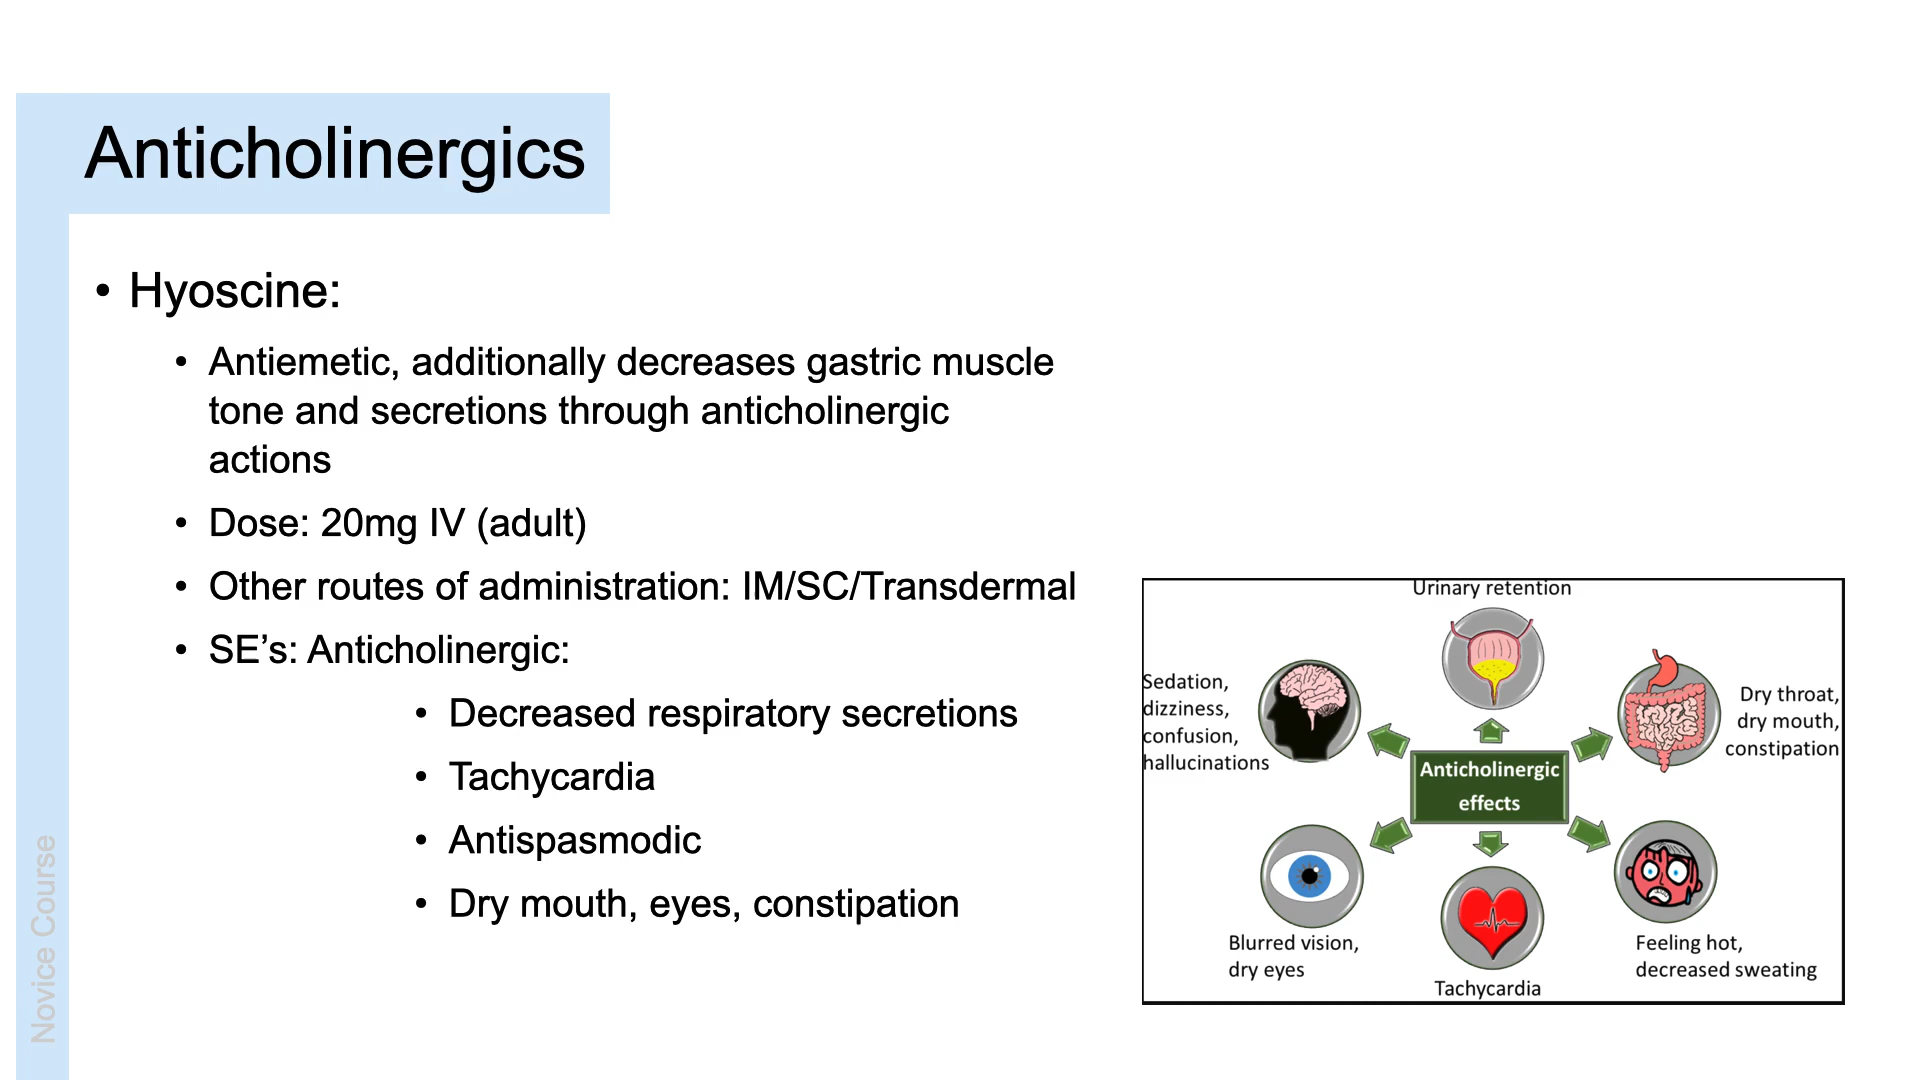 Anticholinergics
• Hyoscine:
• Antiemetic, additionally decreases gastric muscle
tone and secretions through anticholinergic
actions
• Dose: 20mg IV (adult)
• Other routes of administration: IM/SC/Transdermal
• SE’s: Anticholinergic:
• Decreased respiratory secretions
• Tachycardia
• Antispasmodic
• Dry mouth, eyes, constipation
Novice Course
Urinary retention
Sedation,
dizziness,
confusion,
hallucinations
Dry throat,
dry mouth,
constipation
Anticholinergic
effects
Blurred vision,
dry eyes
Tachycardia
Feeling hot,
decreased sweating